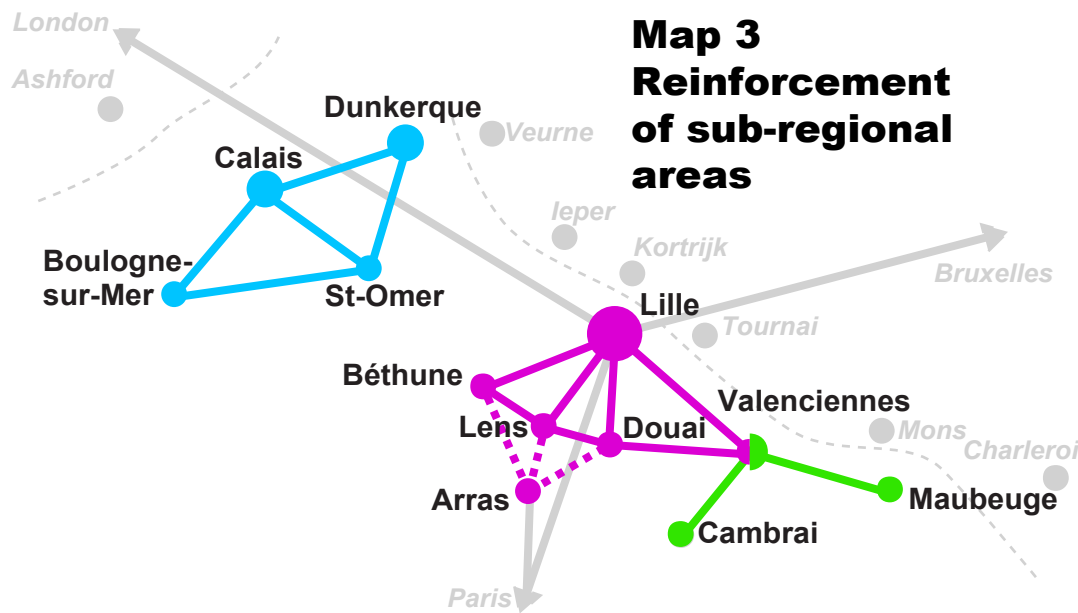 London
Ashford
Map 3
Reinforcement
of sub-regional
areas
Dunkerque
Veurne
Calais
Ieper
Kortrijk
Bruxelles
Boulogne-
sur-Mer
St-Omer
Lille
Tournai
Béthune
Valenciennes
Lens
Douai
Mons
Charleroi
Arras
Maubeuge
Cambrai
Paris